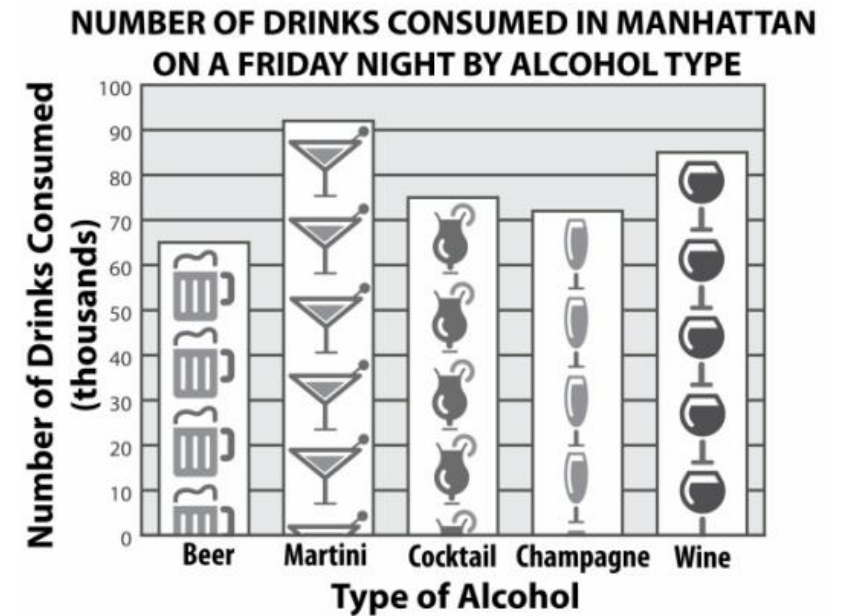 NUMBER OF DRINKS CONSUMED IN MANHATTAN
ON A FRIDAY NIGHT BY ALCOHOL TYPE
Number of Drinks Consumed
(thousands)
100
90
80
70
60
50
40
30
20
10
0
Beer Martini Cocktail Champagne Wine
Type of Alcohol